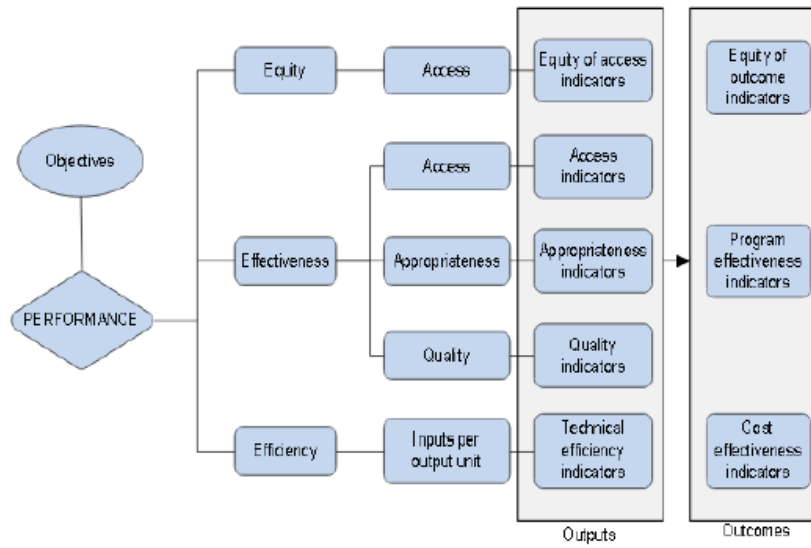 Objectives
PERFORMANCE
Equity
Effectiveness
Efficiency
Access
Access
Appropriateness
Quality
Inputs per
output unit
Equity of access
indicators
Access
indicators
Appropriateness
indicators
Quality
indicators
Technical
efficiency
indicators
Outputs
Equity of
outcome
indicators
Program
effectiveness
indicators
Cost
effectiveness
indicators
Outcomes